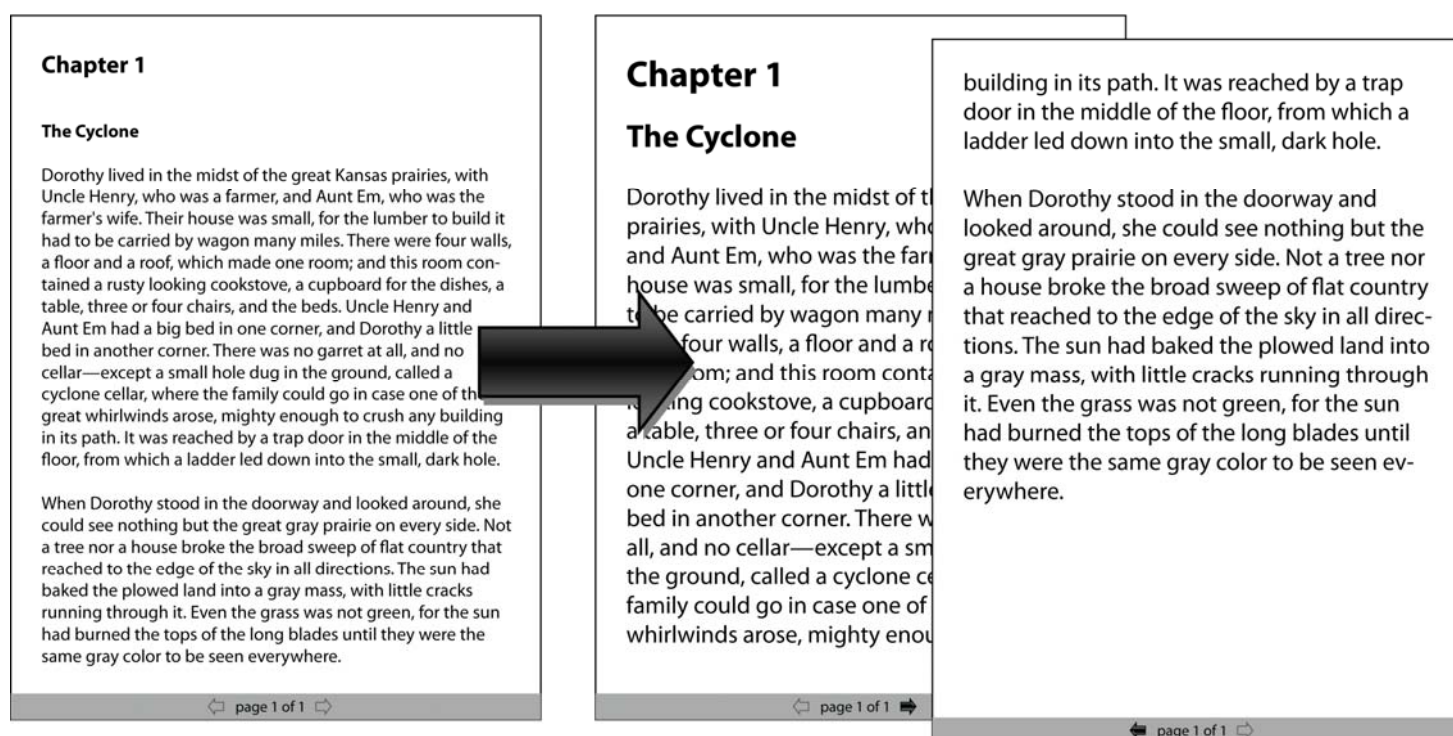 Chapter 1
The Cyclone
Dorothy lived in the midst of the great Kansas prairies, with
Uncle Henry, who was a farmer, and Aunt Em, who was the
farmer's wife. Their house was small, for the lumber to build it
had to be carried by wagon many miles. There were four walls,
a floor and a roof, which made one room; and this room con-
tained a rusty looking cookstove, a cupboard for the dishes, a
table, three or four chairs, and the beds. Uncle Henry and
Aunt Em had a big bed in one corner, and Dorothy a little
bed in another corner. There was no garret at all, and no
cellar—except a small hole dug in the ground, called a
cyclone cellar, where the family could go in case one of the
great whirlwinds arose, mighty enough to crush any building
in its path. It was reached by a trap door in the middle of the
floor, from which a ladder led down into the small, dark hole.
When Dorothy stood in the doorway and looked around, she
could see nothing but the great gray prairie on every side. Not
a tree nor a house broke the broad sweep of flat country that
reached to the edge of the sky in all directions. The sun had
baked the plowed land into a gray mass, with little cracks
running through it. Even the grass was not green, for the sun
had burned the tops of the long blades until they were the
same gray color to be seen everywhere.
page 1 of 1
Chapter 1
The Cyclone
Dorothy lived in the midst of
prairies, with Uncle Henry,
and Aunt Em, who was the
house was small, for the
be carried by wagon many
four walls, a floor and a
and this room
cookstove, a
a table, three or four chairs,
Uncle Henry and Aunt Em had
one corner, and Dorothy a
bed in another corner. There
all, and no cellar—except a
the ground, called a cyclone
family could go in case one of
whirlwinds arose, mighty
page 1 of 1
building in its path. It was reached by a trap
door in the middle of the floor, from which a
ladder led down into the small, dark hole.
When Dorothy stood in the doorway and
looked around, she could see nothing but the
great gray prairie on every side. Not a tree nor
a house broke the broad sweep of flat country
that reached to the edge of the sky in all direc-
tions. The sun had baked the plowed land into
a gray mass, with little cracks running through
it. Even the grass was not green, for the sun
had burned the tops of the long blades until
they were the same gray color to be seen ev-
erywhere.
page 1 of 1